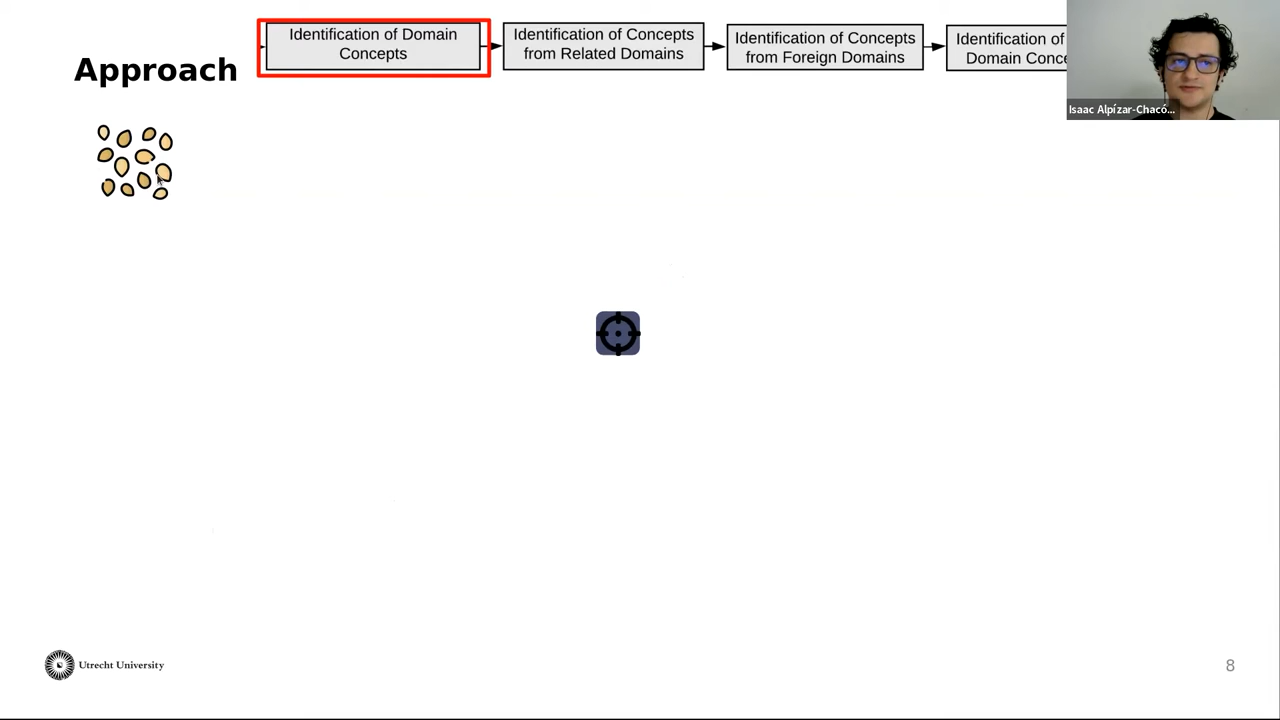 Approach
Identification of Domain
Concepts
Identification of Concepts
from Related Domains
Identification of Concepts
from Foreign Domains
Identification of
Domain Conce
Isaac Alpízar-Chacó...
Utrecht University
8